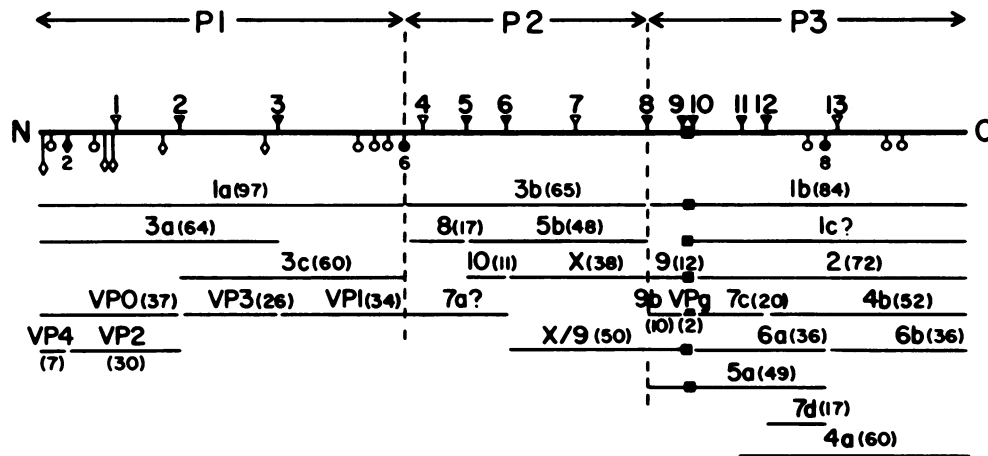 P1 P2 P3
1 2 3 4 5 6 7 8 9 10 11 12 13
N C
2 6 8
1a(97) 3b(65) 1b(84)
3a(64) 8(17) 5b(48) 1c?
3c(60) 10(11) X(38) 9(12) 2(72)
VP0(37) VP3(26) VP1(34) 7a? 9b VPg 7c(20) 4b(52)
(10) (2)
VP4 VP2 X/9(50) 6a(36) 6b(36)
(7) (30)
5a(49)
7d(17)
4a(60)